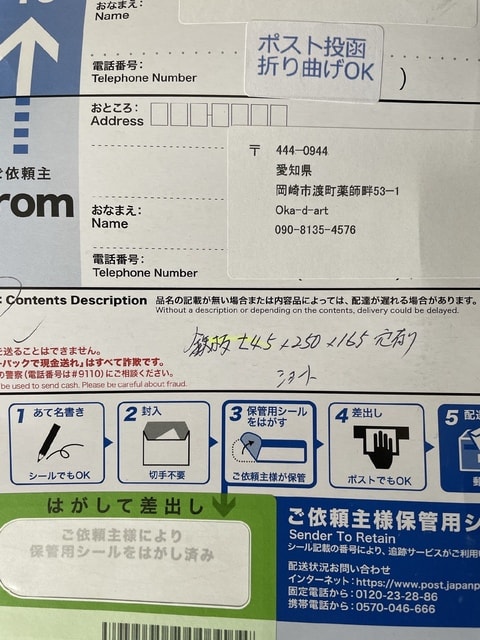 おなまえ:
Name
ポスト投函
折り曲げOK
電話番号:
Telephone Number
)
おところ:
Address
ご依頼主
rom
〒 444-0944
愛知県
岡崎市渡町薬師畔53-1
Oka-d-art
090-8135-4576
おなまえ:
Name
電話番号:
Telephone Number
: Contents Description 品名の記載が無い場合または内容品によっては、配達が遅れる場合があります。
Without a description or depending on the contents, delivery could be delayed.
鉄板 t4.5 x 250 x 165 定形
ショート
を送ることはできません。
ーパックで現金送れ」はすべて詐欺です。
の警察(電話番号は#9110)にご相談ください。
be used to send cash. Please be careful about fraud.
1 あて名書き
シールでもOK
2 封入
切手不要
3 保管用シール
をはがす
ご依頼主が保管
4 差出し
ポストでもOK
5 配達
はがして差出し
ご依頼主様により
保管用シールをはがし済み
ご依頼主様保管用シ
Sender To Retain
シール記載の番号により、追跡サービスがご利用い
配送状況お問い合わせ
インターネット:https://www.post.japanp
固定電話から:0120-23-28-86
携帯電話から:0570-046-666